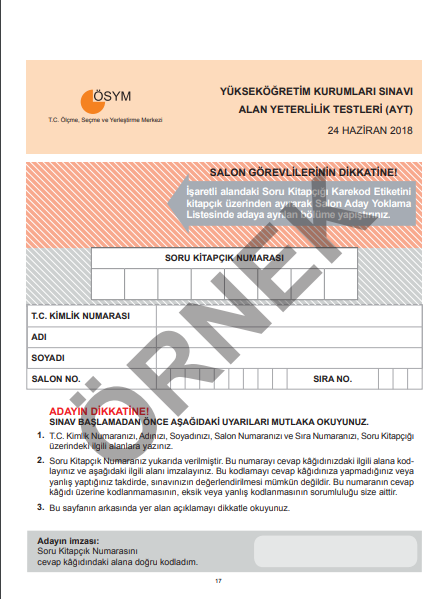 ÖSYM
T.C. Ölçme, Seçme ve Yerleştirme Merkezi
YÜKSEKÖĞRETİM KURUMLARI SINAVI
ALAN YETERLİLİK TESTLERİ (AYT)
24 HAZİRAN 2018
SALON GÖREVLİLERİNİN DİKKATİNE!
İşaretli alandaki Soru Kitapçığı Karekod Etiketini
kitapçık üzerinden ayırarak Salon Aday Yoklama
Listesinde adaya ayrılan bölüme yapıştırınız.
SORU KİTAPÇIK NUMARASI
T.C. KİMLİK NUMARASI
ADI
SOYADI
SALON NO.
SIRA NO.
ÖRNEK
ADAYIN DİKKATİNE!
SINAV BAŞLAMADAN ÖNCE AŞAĞIDAKİ UYARILARI MUTLAKA OKUYUNUZ.
1. T.C. Kimlik Numaranızı, Adınızı, Soyadınızı, Salon Numaranızı ve Sıra Numaranızı, Soru Kitapçığı
üzerindeki ilgili alanlara yazınız.
2. Soru Kitapçık Numaranız yukarıda verilmiştir. Bu numarayı cevap kâğıdınızdaki ilgili alana kod-
layınız ve aşağıdaki ilgili alanı imzalayınız. Bu kodlamayı cevap kâğıdınıza yapmadığınız veya
yanlış yaptığınız takdirde, sınavınızın değerlendirilmesi mümkün değildir. Bu numaranın cevap
kâğıdı üzerine kodlanmamasının, eksik veya yanlış kodlanmasının sorumluluğu size aittir.
3. Bu sayfanın arkasında yer alan açıklamayı dikkatle okuyunuz.
Adayın imzası:
Soru Kitapçık Numarasını
cevap kâğıdındaki alana doğru kodladım.
17